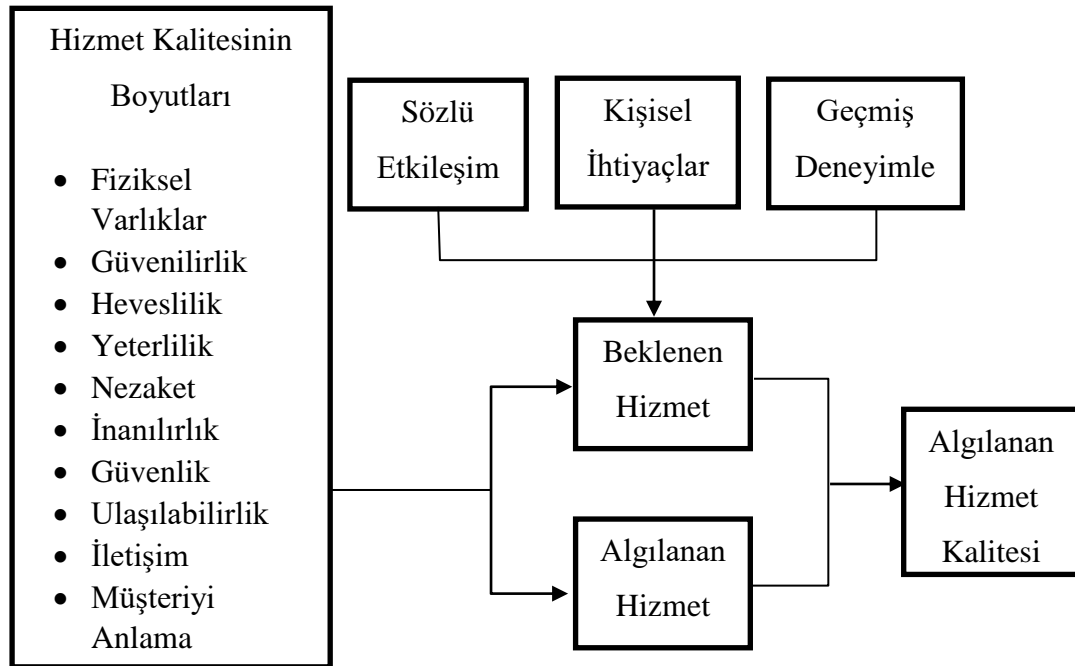 Hizmet Kalitesinin
Boyutları
• Fiziksel
Varlıklar
• Güvenilirlik
• Heveslilik
• Yeterlilik
• Nezaket
• İnanılırlık
• Güvenlik
• Ulaşılabilirlik
• İletişim
• Müşteriyi
Anlama
Sözlü
Etkileşim
Kişisel
İhtiyaçlar
Geçmiş
Deneyimle
Beklenen
Hizmet
Algılanan
Hizmet
Algılanan
Hizmet
Kalitesi